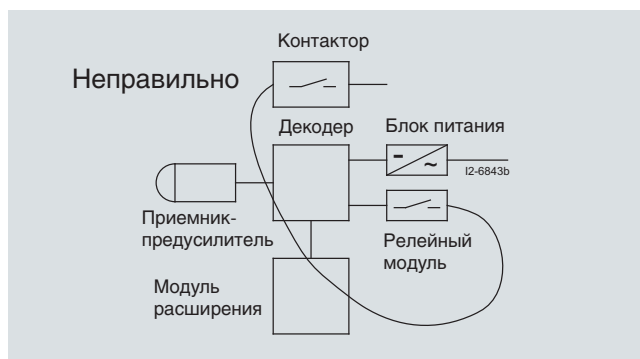 Контактор
Неправильно
Декодер
Блок питания
- ~
I2-6843b
Приемник-
предусилитель
Релейный
модуль
Модуль
расширения